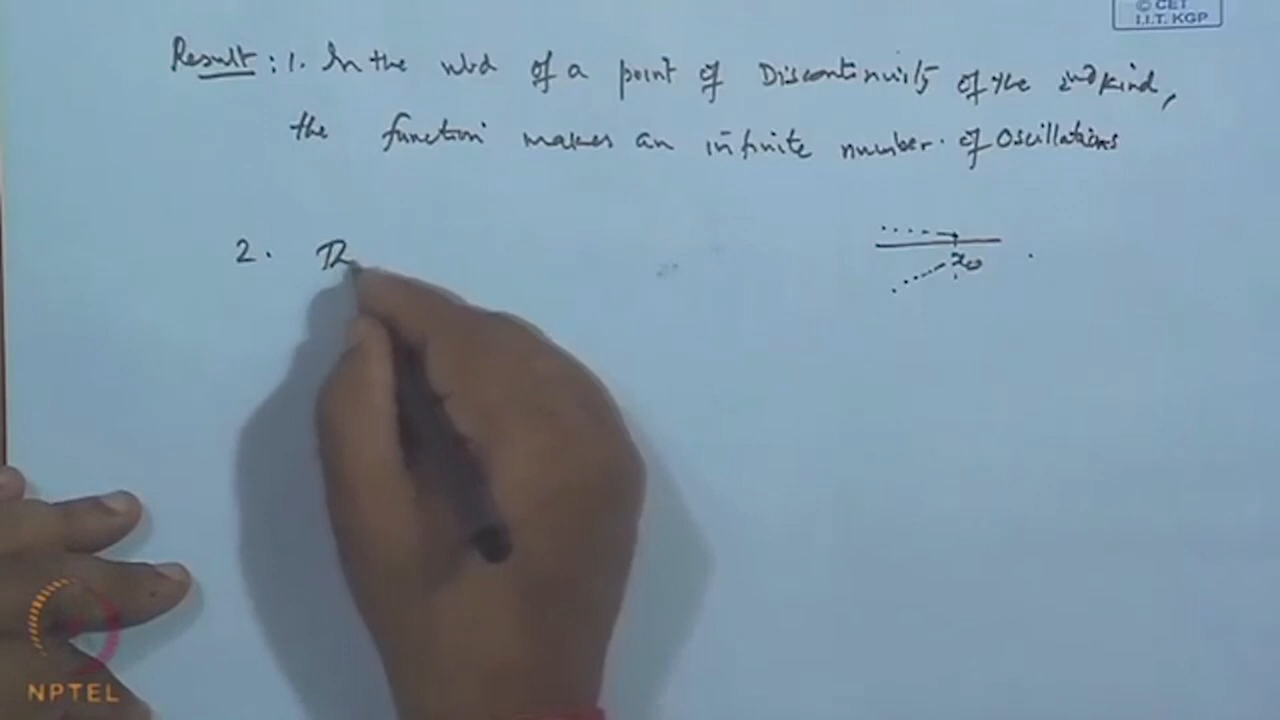 © CET
I.I.T. KGP
Result : 1. In the nbd of a point of Discontinuity of the 2nd kind,
the function makes an infinite number of Oscillations
2. Th
x₀
NPTEL